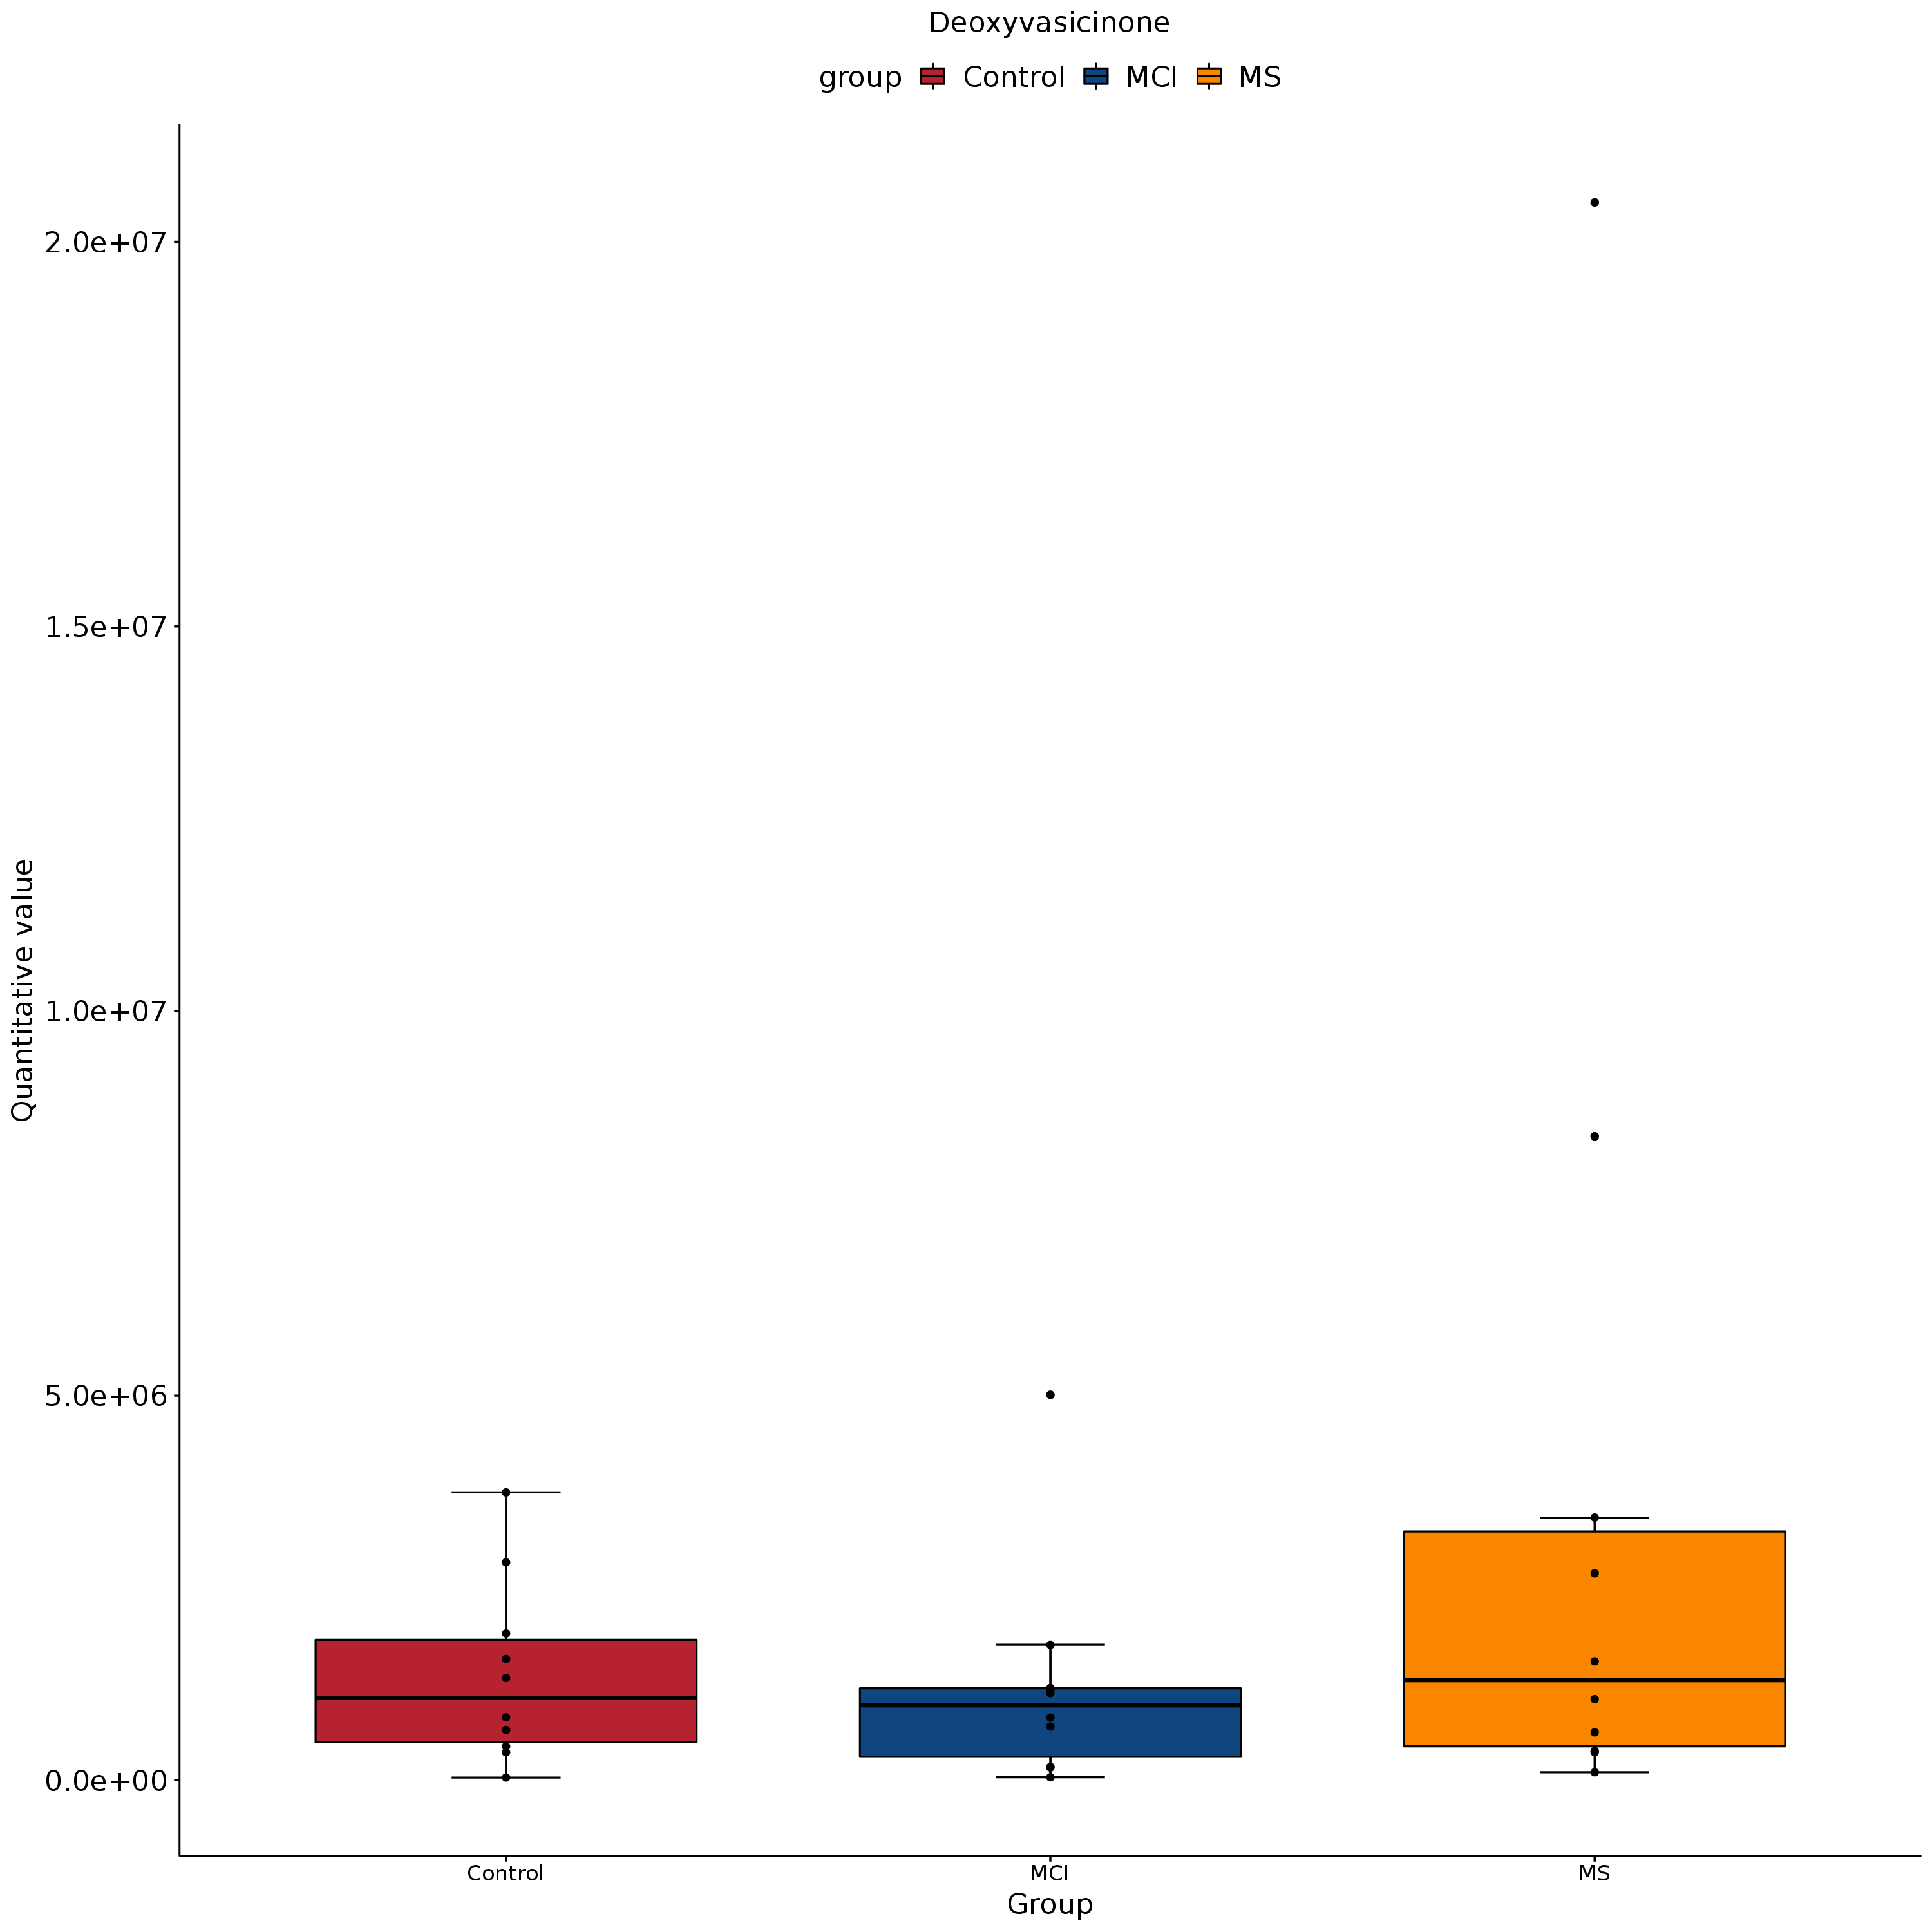 Deoxyvasicinone
group Control MCI MS
2.0e+07
1.5e+07
1.0e+07
5.0e+06
0.0e+00
Quantitative value
Control MCI MS
Group